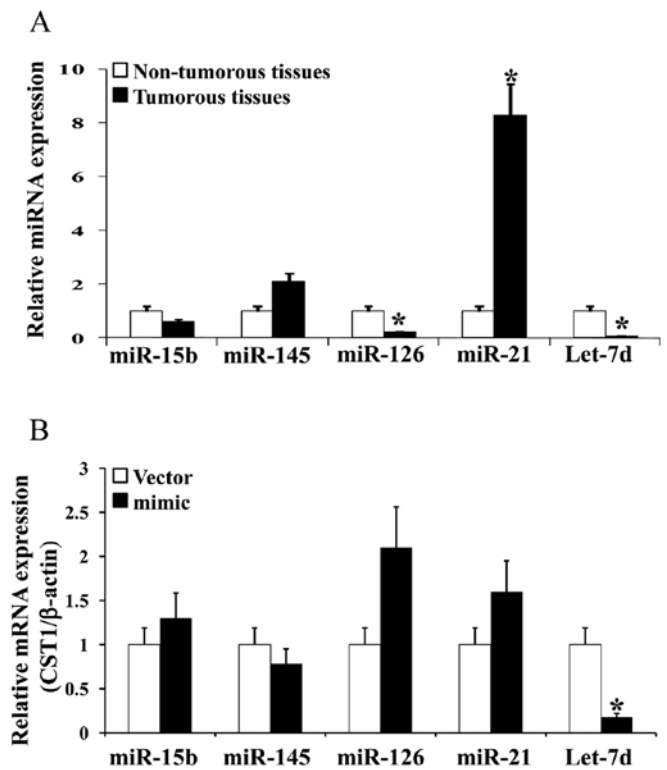 A
Relative miRNA expression
10
8
6
4
2
0
Non-tumorous tissues
Tumorous tissues
*
*
*
miR-15b miR-145 miR-126 miR-21 Let-7d
B
Relative mRNA expression
(CST1/β-actin)
3
2.5
2
1.5
1
0.5
0
Vector
mimic
*
miR-15b miR-145 miR-126 miR-21 Let-7d